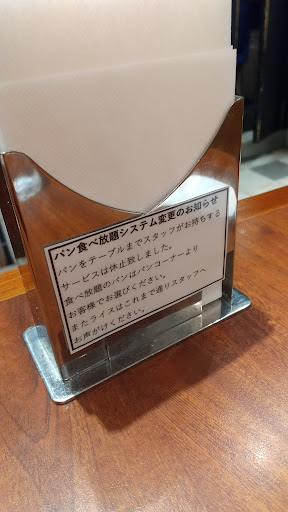 パン食べ放題システム変更のお知らせ
パンをテーブルまでスタッフがお持ちする
サービスは休止致しました。
食べ放題のパンはパンコーナーより
お客様でお選びください。
またライスはこれまで通りスタッフへ
お声がけください。